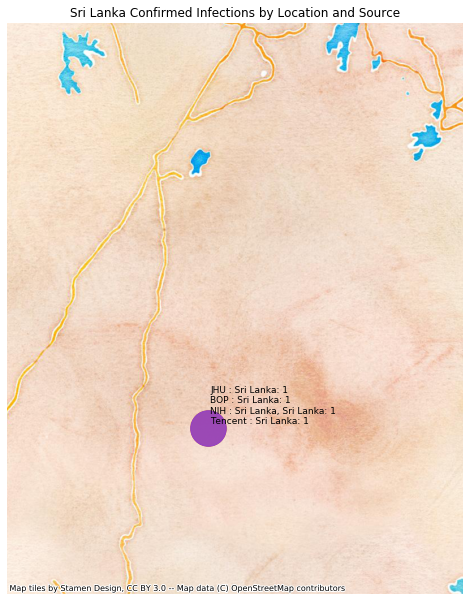 Sri Lanka Confirmed Infections by Location and Source
JHU : Sri Lanka: 1
BOP : Sri Lanka: 1
NIH : Sri Lanka, Sri Lanka: 1
Tencent : Sri Lanka: 1
Map tiles by Stamen Design, CC BY 3.0 -- Map data (C) OpenStreetMap contributors